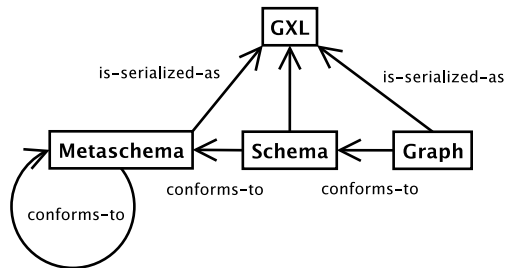 GXL
is-serialized-as
is-serialized-as
Metaschema
Schema
Graph
conforms-to
conforms-to
conforms-to